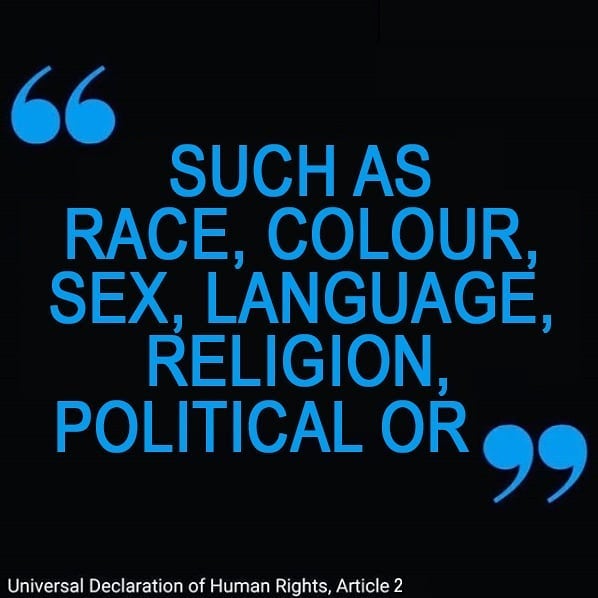 “
SUCH AS
RACE, COLOUR,
SEX, LANGUAGE,
RELIGION,
POLITICAL OR ”
Universal Declaration of Human Rights, Article 2